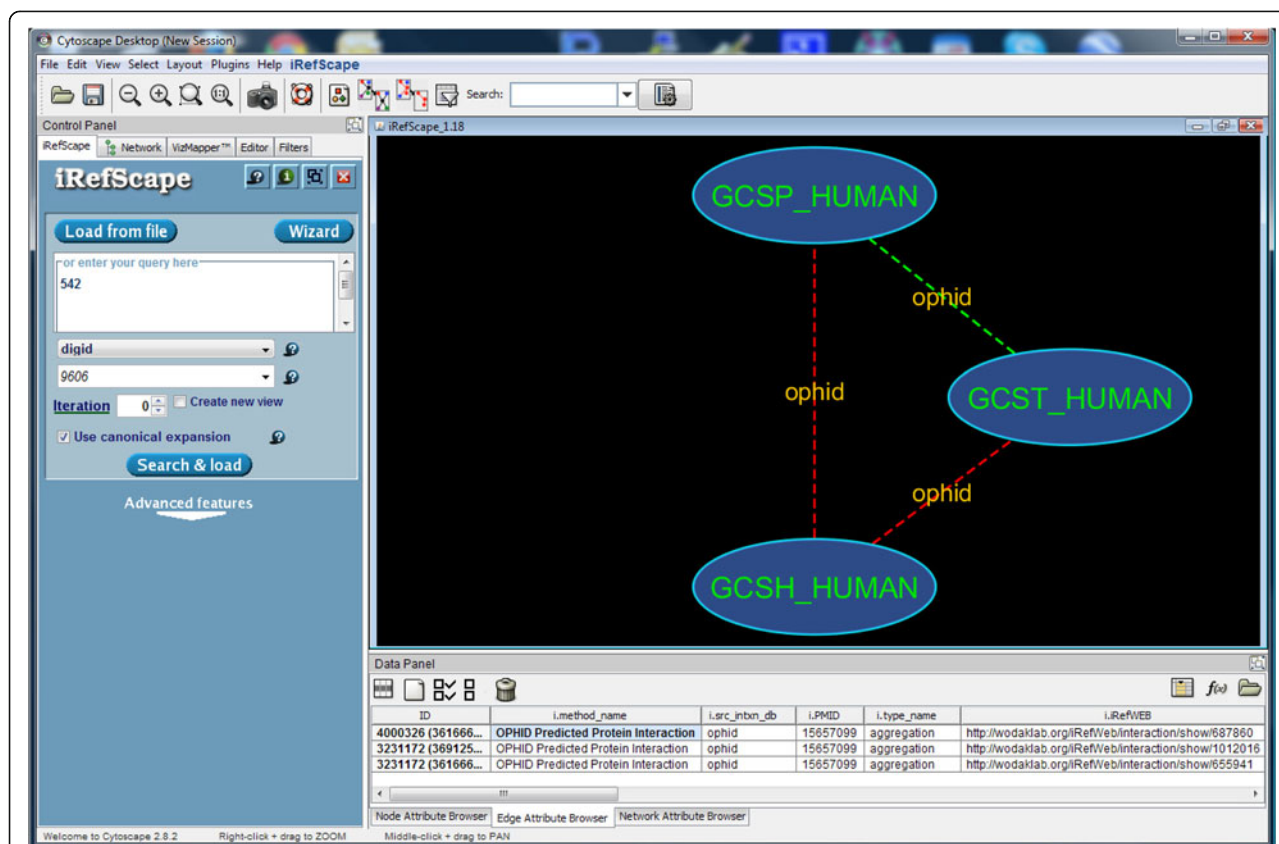 Cytoscape Desktop (New Session)
File Edit View Select Layout Plugins Help iRefScape
Search:
Control Panel
iRefScape Network VizMapper™ Editor Filters
iRefScape
Load from file Wizard
or enter your query here
542
digid
9606
Iteration 0 Create new view
Use canonical expansion
Search & load
Advanced features
iRefScape_1.18
GCSP_HUMAN
ophid
ophid
GCST_HUMAN
ophid
GCSH_HUMAN
Data Panel
f(x)
ID i.method_name i.src_intxn_db i.PMID i.type_name i.iRefWEB
4000326 (361666... OPHID Predicted Protein Interaction ophid 15657099 aggregation http://wodaklab.org/iRefWeb/interaction/show/687860
3231172 (369125... OPHID Predicted Protein Interaction ophid 15657099 aggregation http://wodaklab.org/iRefWeb/interaction/show/1012016
3231172 (361666... OPHID Predicted Protein Interaction ophid 15657099 aggregation http://wodaklab.org/iRefWeb/interaction/show/655941
Node Attribute Browser Edge Attribute Browser Network Attribute Browser
Welcome to Cytoscape 2.8.2 Right-click + drag to ZOOM Middle-click + drag to PAN